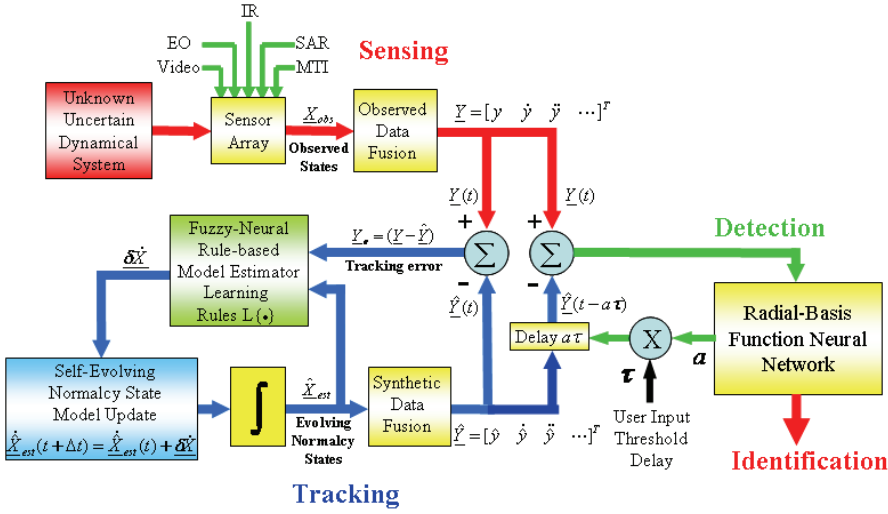 IR
EO
SAR
Video
MTI
Sensing
Unknown
Uncertain
Dynamical
System
Sensor
Array
X_obs
Observed
States
Observed
Data
Fusion
Y = [y ẏ ÿ ⋯]^T
Y(t)
Y(t)
+
+
Σ
Σ
-
-
Detection
Fuzzy-Neural
Rule-based
Model Estimator
Learning
Rules L{•}
Y_e = (Y - Ŷ)
Tracking error
δẊ
Ŷ(t)
Ŷ(t - aτ)
Delay aτ
X
τ
a
Radial-Basis
Function Neural
Network
Self-Evolving
Normalcy State
Model Update
X̂̇_est(t + Δt) = X̂̇_est(t) + δẊ
∫
X̂_est
Evolving
Normalcy
States
Synthetic
Data
Fusion
Ŷ = [ŷ ŷ̇ ŷ̈ ⋯]^T
User Input
Threshold
Delay
Identification
Tracking